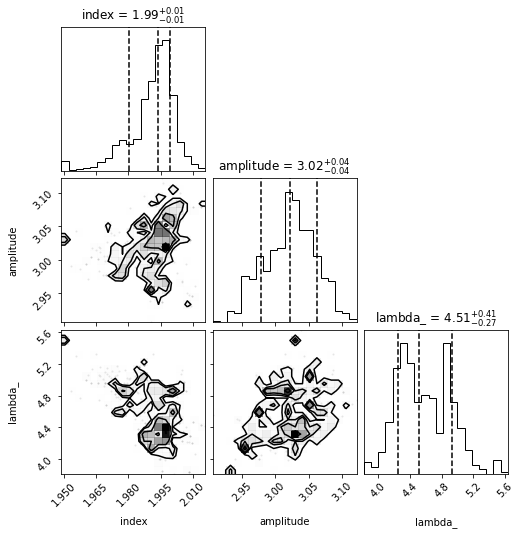 index = 1.99+0.01−0.01
amplitude = 3.02+0.04−0.04
lambda_ = 4.51+0.41−0.27
amplitude
3.10
3.05
3.00
2.95
lambda_
5.6
5.2
4.8
4.4
4.0
1.950 1.965 1.980 1.995 2.010
2.95 3.00 3.05 3.10
4.0 4.4 4.8 5.2 5.6
index amplitude lambda_